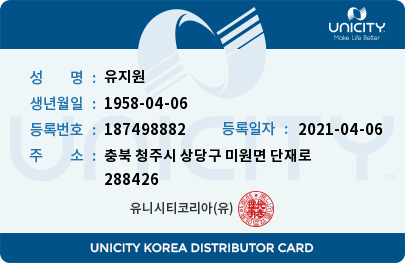 UNICITY
Make Life Better
성 명 : 유지원
생년월일 : 1958-04-06
등록번호 : 187498882 등록일자 : 2021-04-06
주 소 : 충북 청주시 상당구 미원면 단재로
288426
유니시티코리아(유)
UNICITY
TM
UNICITY KOREA DISTRIBUTOR CARD